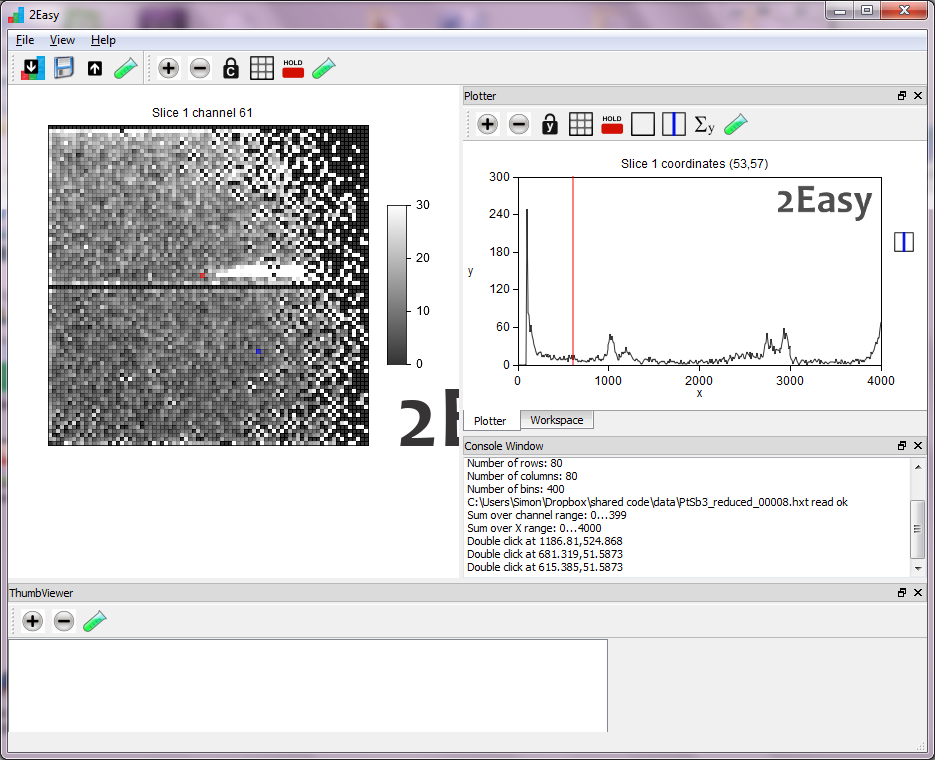 2Easy
File View Help
C HOLD
Slice 1 channel 61
30
20
10
0
2E
Plotter
y HOLD Σy
Slice 1 coordinates (53,57)
2Easy
300
240
180
120
60
0
y
0 1000 2000 3000 4000
x
Plotter Workspace
Console Window
Number of rows: 80
Number of columns: 80
Number of bins: 400
C:\Users\Simon\Dropbox\shared code\data\PtSb3_reduced_00008.hxt read ok
Sum over channel range: 0...399
Sum over X range: 0...4000
Double click at 1186.81,524.868
Double click at 681.319,51.5873
Double click at 615.385,51.5873
ThumbViewer